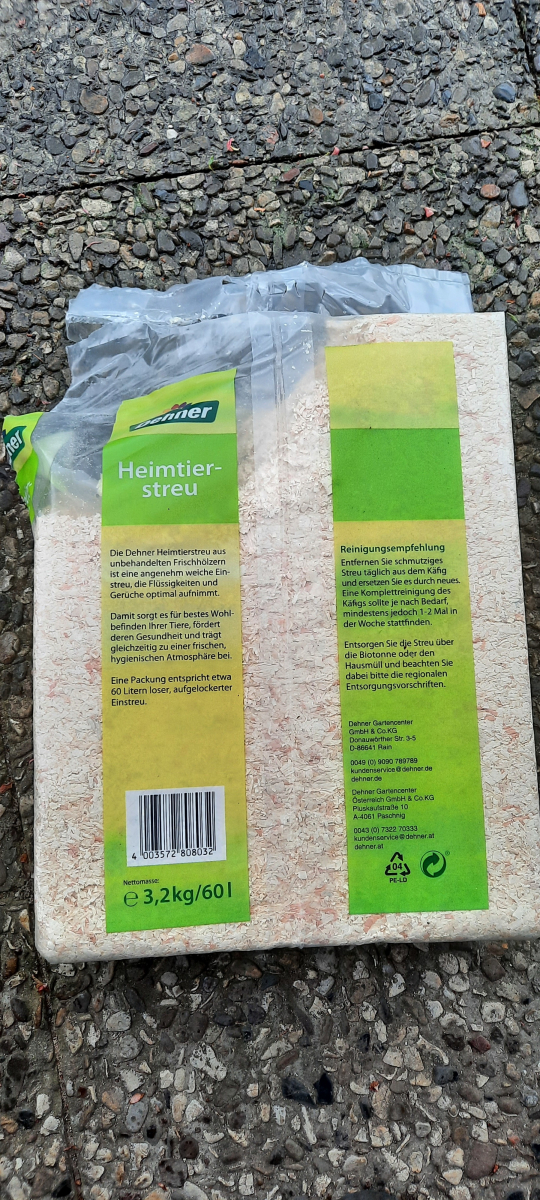 Dehner
Heimtier-
streu
Die Dehner Heimtierstreu aus
unbehandelten Frischhölzern
ist eine angenehm weiche Ein-
streu, die Flüssigkeiten und
Gerüche optimal aufnimmt.
Damit sorgt es für bestes Wohl-
befinden Ihrer Tiere, fördert
deren Gesundheit und trägt
gleichzeitig zu einer frischen,
hygienischen Atmosphäre bei.
Eine Packung entspricht etwa
60 Litern loser, aufgelockerter
Einstreu.
4 003572 808032
Nettomasse:
e 3,2kg/60l
Reinigungsempfehlung
Entfernen Sie schmutziges
Streu täglich aus dem Käfig
und ersetzen Sie es durch neues.
Eine Komplettreinigung des
Käfigs sollte je nach Bedarf,
mindestens jedoch 1-2 Mal in
der Woche stattfinden.
Entsorgen Sie die Streu über
die Biotonne oder den
Hausmüll und beachten Sie
dabei bitte die regionalen
Entsorgungsvorschriften.
Dehner Gartencenter
GmbH & Co.KG
Donauwörther Str. 3-5
D-86641 Rain
0049 (0) 9090 789789
kundenservice@dehner.de
dehner.de
Dehner Gartencenter
Österreich GmbH & Co.KG
Pluskaufstraße 10
A-4061 Paschnig
0043 (0) 7322 70333
kundenservice@dehner.at
dehner.at
04
PE-LD